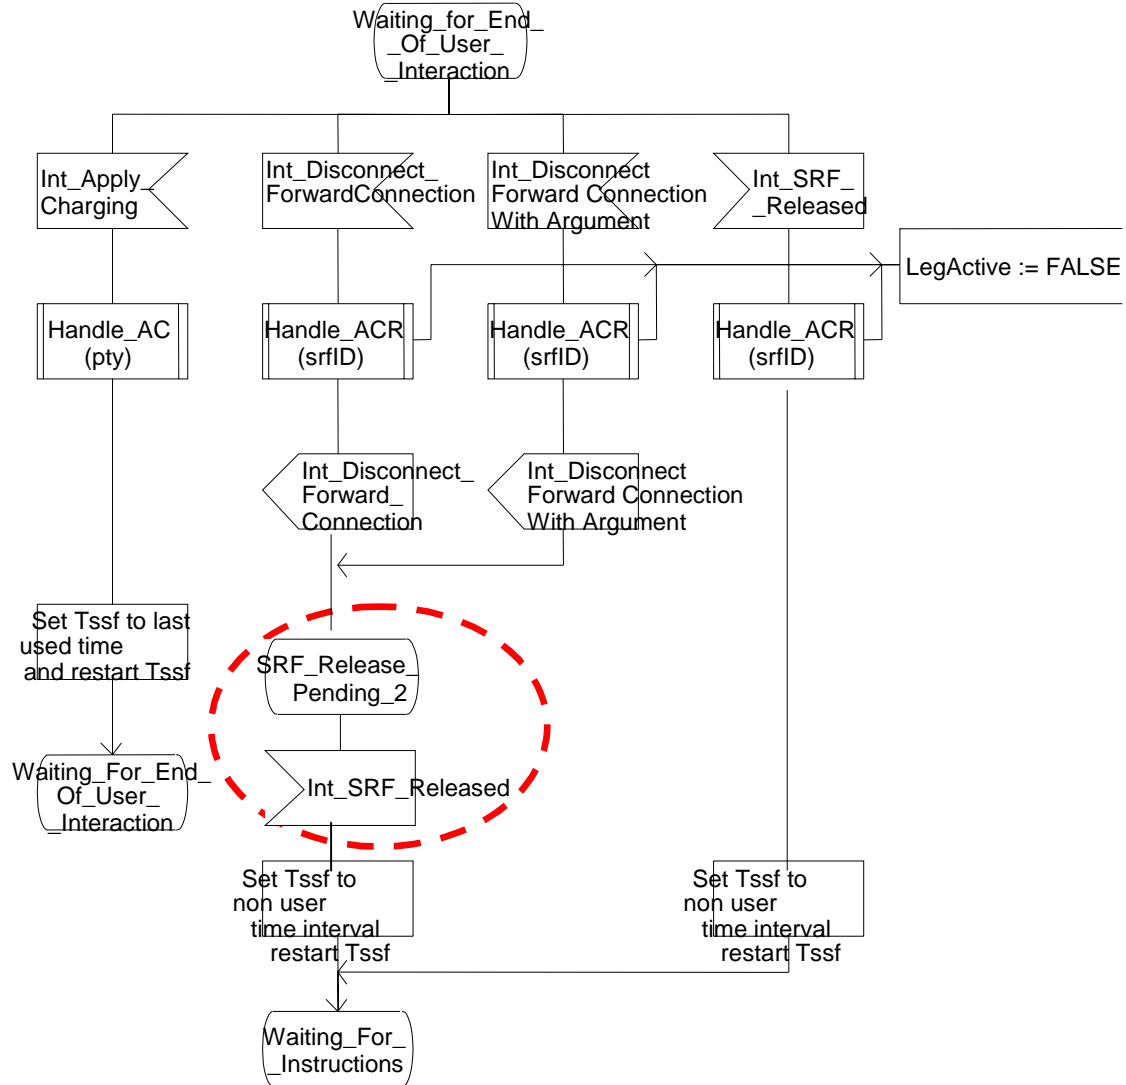 Waiting_for_End_
_Of_User_
_Interaction
Int_Apply_
Charging
Int_Disconnect_
ForwardConnection
Int_Disconnect
Forward Connection
With Argument
Int_SRF_
_Released
LegActive := FALSE
Handle_AC
(pty)
Handle_ACR
(srfID)
Handle_ACR
(srfID)
Handle_ACR
(srfID)
Int_Disconnect_
Forward_
Connection
Int_Disconnect
Forward Connection
With Argument
Set Tssf to last
used time
and restart Tssf
SRF_Release_
Pending_2
Waiting_For_End_
Of_User_
_Interaction
Int_SRF_Released
Set Tssf to
non user
time interval
restart Tssf
Set Tssf to
non user
time interval
restart Tssf
Waiting_For_
_Instructions